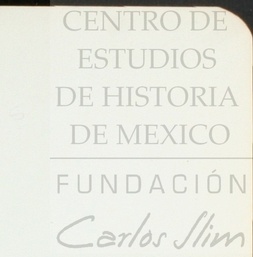 CENTRO DE
ESTUDIOS
DE HISTORIA
DE MEXICO
FUNDACIÓN
Carlos Slim